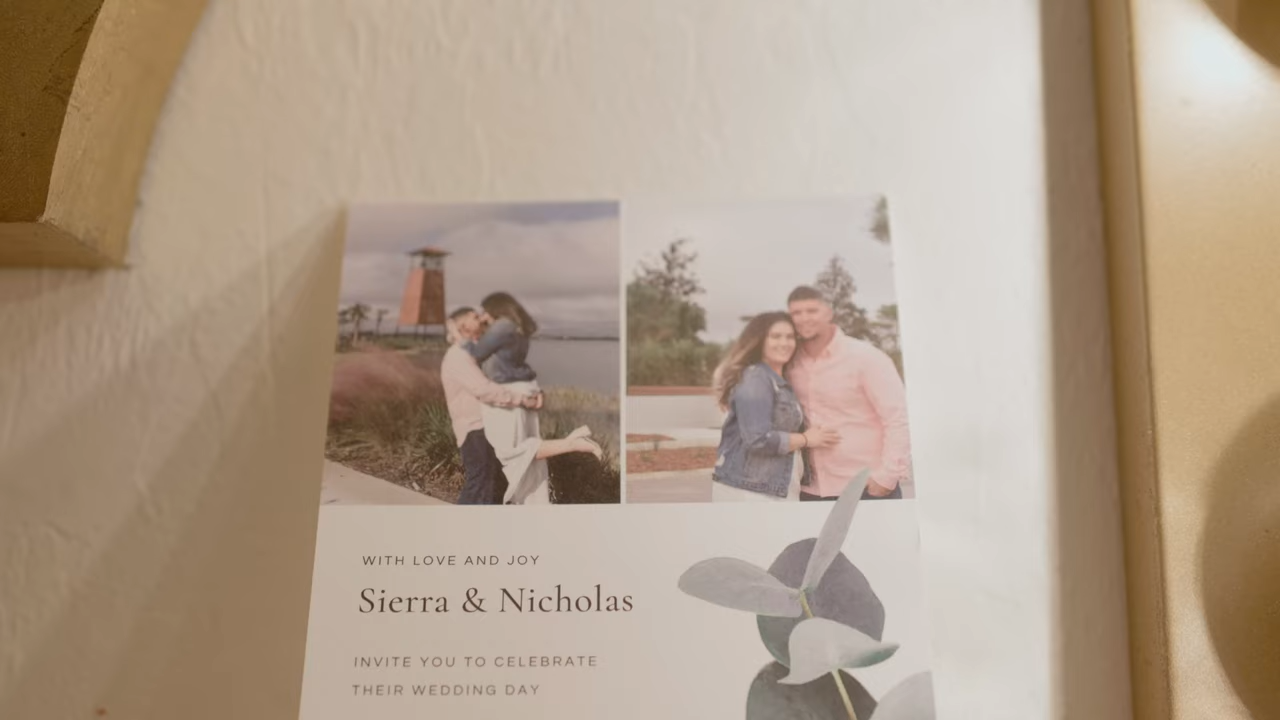 WITH LOVE AND JOY
Sierra & Nicholas
INVITE YOU TO CELEBRATE
THEIR WEDDING DAY